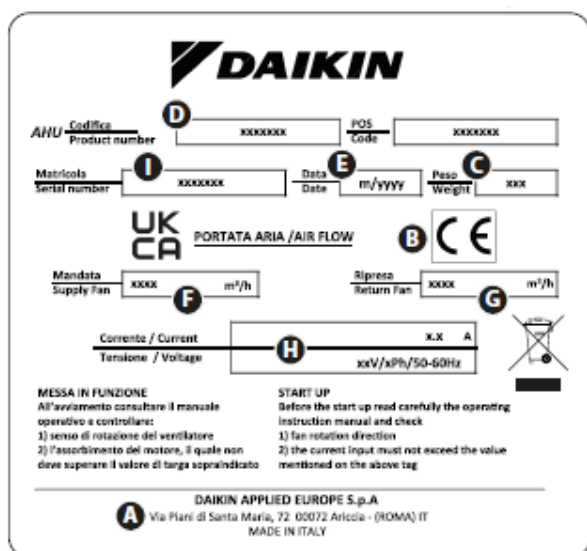 DAIKIN
D
AHU Codifica xxxxxxx POS xxxxxxx
Product number Code
I E C
Matricola xxxxxxx Data m/yyyy Peso xxx
Serial number Date Weight
UK CA PORTATA ARIA /AIR FLOW B CE
Mandata xxxx m³/h Ripresa xxxx m³/h
Supply Fan Return Fan
F G
Corrente / Current x.x A
H
Tensione / Voltage xxV/xPh/50-60Hz
MESSA IN FUNZIONE
All'avviamento consultare il manuale
operativo e controllare:
1) senso di rotazione del ventilatore
2) l'assorbimento del motore, il quale non
deve superare il valore di targa sopraindicato
START UP
Before the start up read carefully the operating
instruction manual and check
1) fan rotation direction
2) the current input must not exceed the value
mentioned on the above tag
DAIKIN APPLIED EUROPE S.p.A
A Via Piani di Santa Maria, 72 00072 Ariccia - (ROMA) IT
MADE IN ITALY